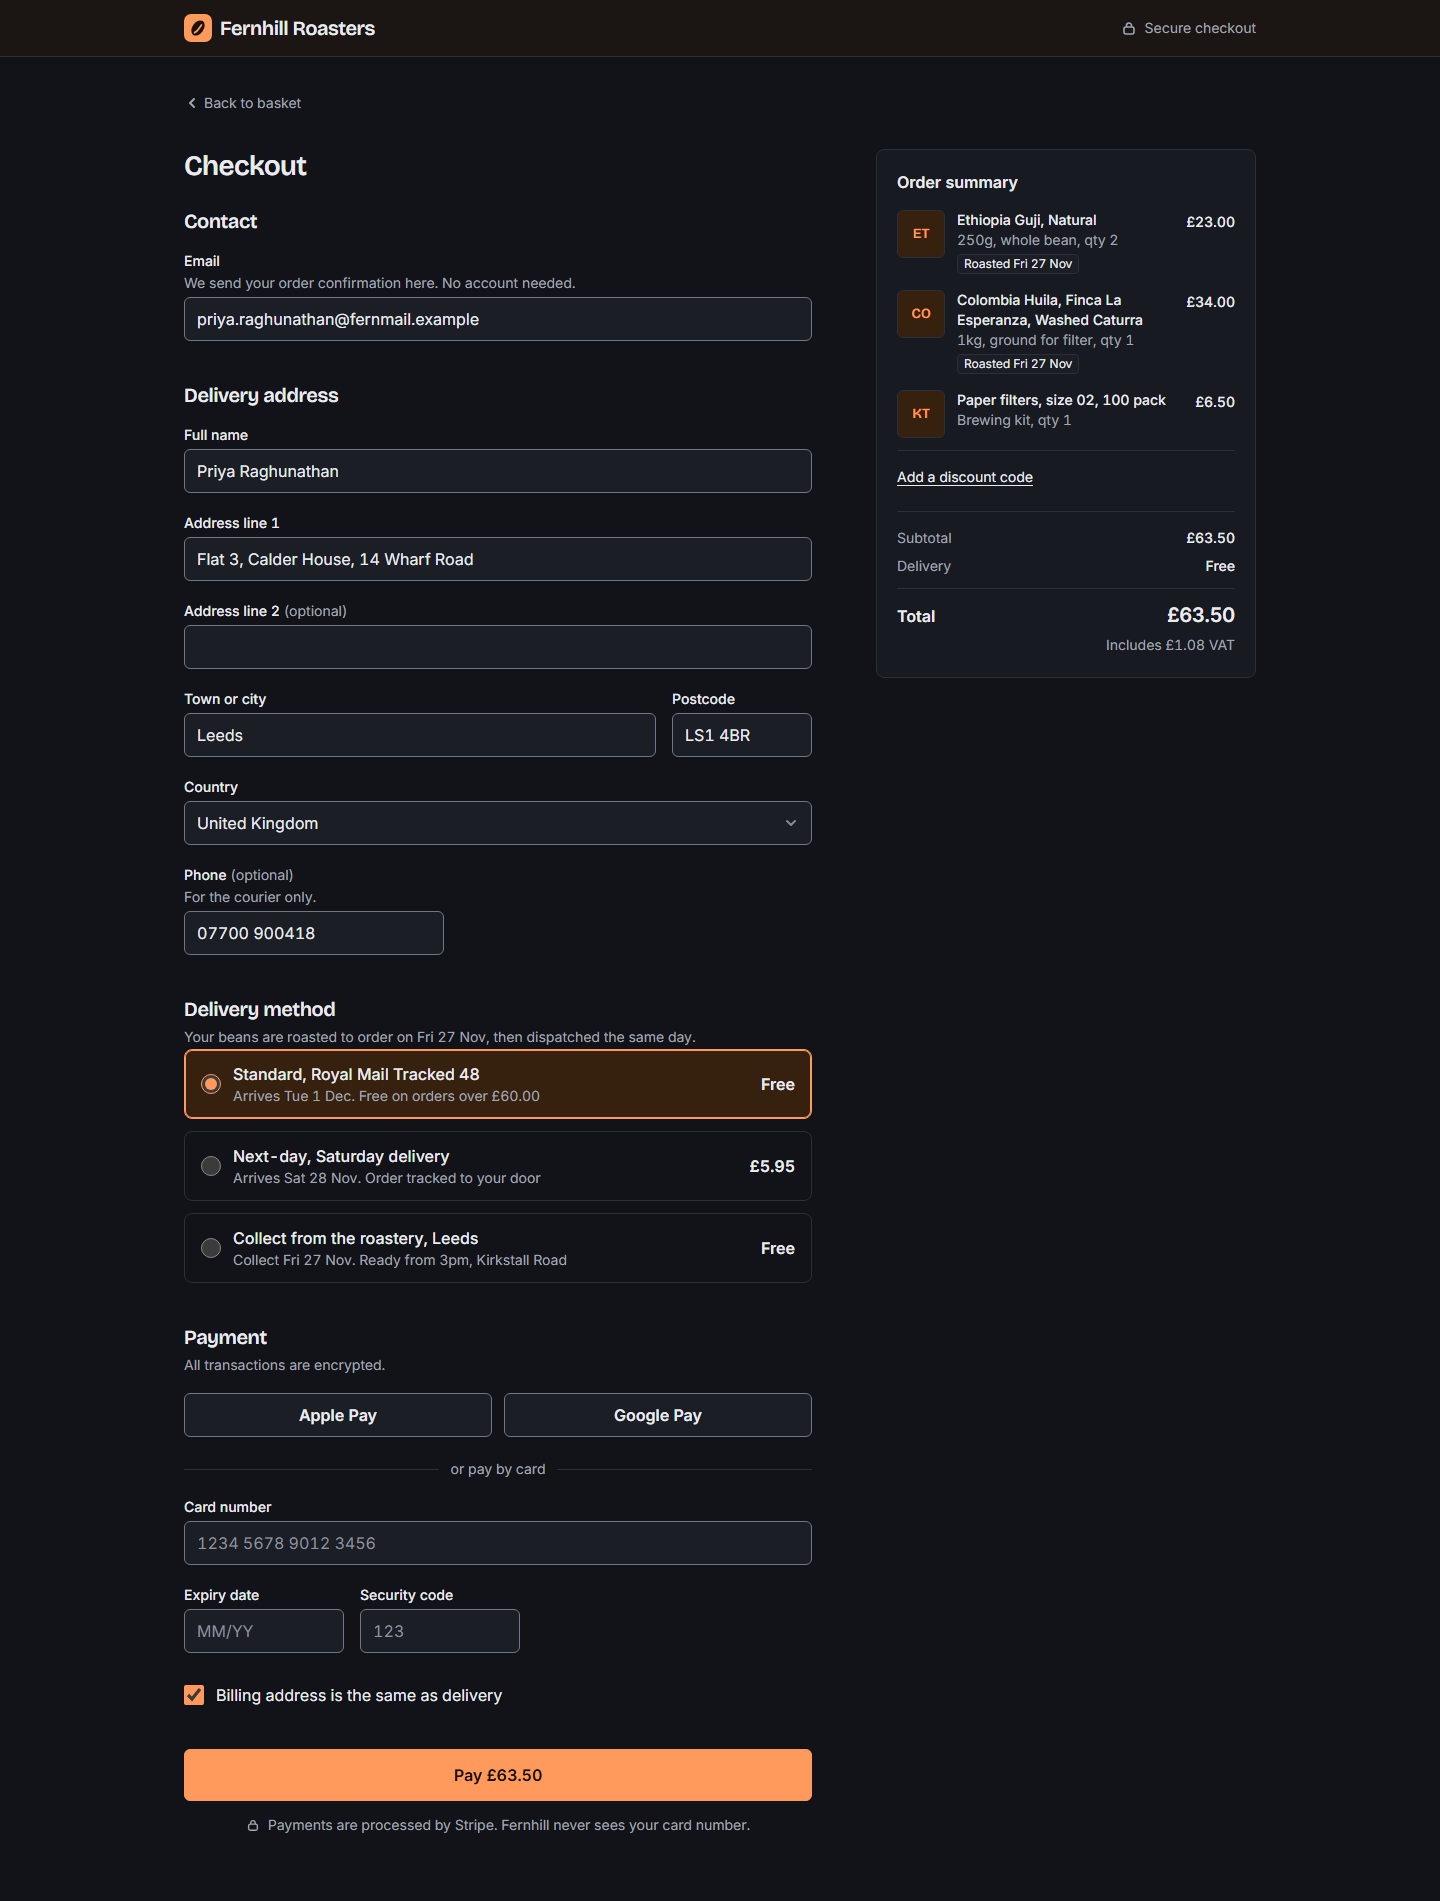 Fernhill Roasters
Secure checkout
Back to basket
Checkout
Contact
Email
We send your order confirmation here. No account needed.
priya.raghunathan@fernmail.example
Delivery address
Full name
Priya Raghunathan
Address line 1
Flat 3, Calder House, 14 Wharf Road
Address line 2 (optional)
Town or city
Postcode
Leeds
LS1 4BR
Country
United Kingdom
Phone (optional)
For the courier only.
07700 900418
Delivery method
Your beans are roasted to order on Fri 27 Nov, then dispatched the same day.
Standard, Royal Mail Tracked 48
Arrives Tue 1 Dec. Free on orders over £60.00
Free
Next-day, Saturday delivery
Arrives Sat 28 Nov. Order tracked to your door
£5.95
Collect from the roastery, Leeds
Collect Fri 27 Nov. Ready from 3pm, Kirkstall Road
Free
Payment
All transactions are encrypted.
Apple Pay
Google Pay
or pay by card
Card number
1234 5678 9012 3456
Expiry date
Security code
MM/YY
123
Billing address is the same as delivery
Pay £63.50
Payments are processed by Stripe. Fernhill never sees your card number.
Order summary
ET
Ethiopia Guji, Natural
£23.00
250g, whole bean, qty 2
Roasted Fri 27 Nov
CO
Colombia Huila, Finca La
Esperanza, Washed Caturra
£34.00
1kg, ground for filter, qty 1
Roasted Fri 27 Nov
KT
Paper filters, size 02, 100 pack
£6.50
Brewing kit, qty 1
Add a discount code
Subtotal
£63.50
Delivery
Free
Total
£63.50
Includes £1.08 VAT